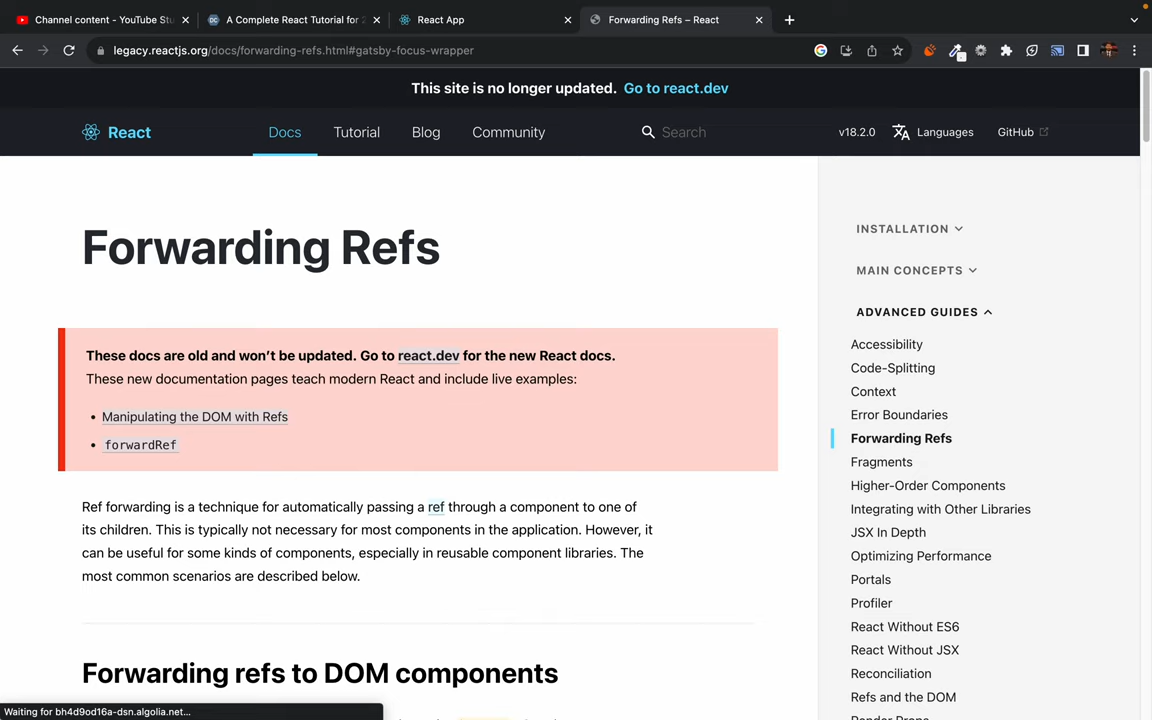 Channel content - YouTube Stu
A Complete React Tutorial for 2
React App
Forwarding Refs – React
legacy.reactjs.org/docs/forwarding-refs.html#gatsby-focus-wrapper
This site is no longer updated. Go to react.dev
React
Docs
Tutorial
Blog
Community
Search
v18.2.0
Languages
GitHub
Forwarding Refs
These docs are old and won’t be updated. Go to react.dev for the new React docs.
These new documentation pages teach modern React and include live examples:
• Manipulating the DOM with Refs
• forwardRef
Ref forwarding is a technique for automatically passing a ref through a component to one of
its children. This is typically not necessary for most components in the application. However, it
can be useful for some kinds of components, especially in reusable component libraries. The
most common scenarios are described below.
Forwarding refs to DOM components
INSTALLATION
MAIN CONCEPTS
ADVANCED GUIDES
Accessibility
Code-Splitting
Context
Error Boundaries
Forwarding Refs
Fragments
Higher-Order Components
Integrating with Other Libraries
JSX In Depth
Optimizing Performance
Portals
Profiler
React Without ES6
React Without JSX
Reconciliation
Refs and the DOM
Render Props
Waiting for bh4d9od16a-dsn.algolia.net...